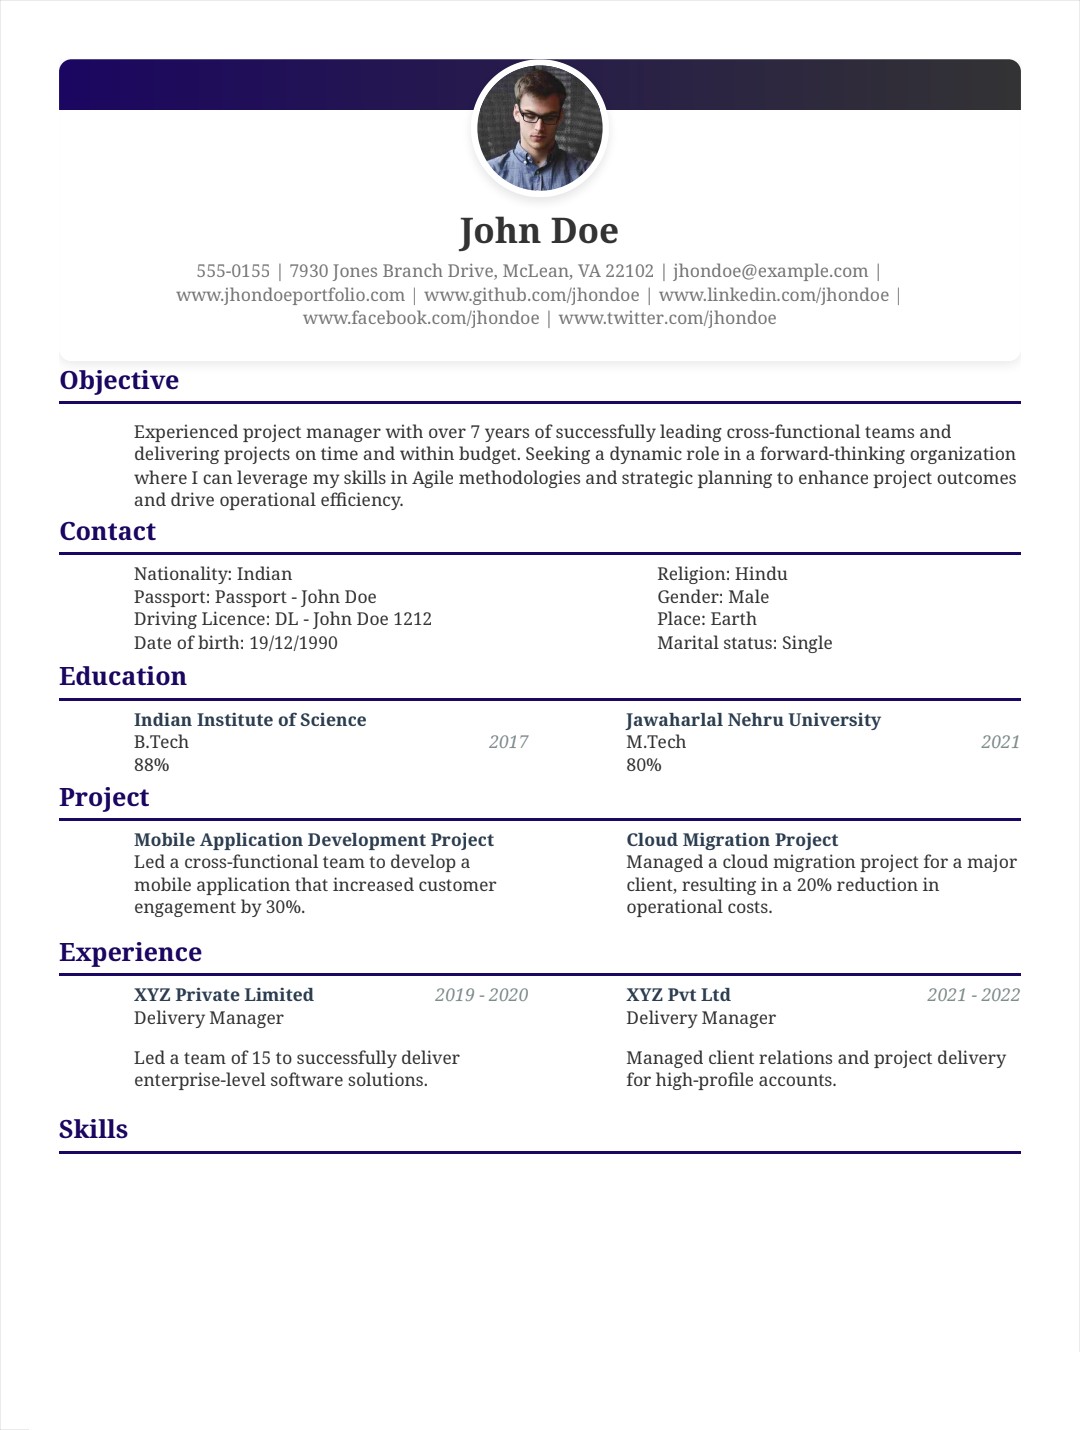 John Doe
555-0155 | 7930 Jones Branch Drive, McLean, VA 22102 | jhondoe@example.com |
www.jhondoeportfolio.com | www.github.com/jhondoe | www.linkedin.com/jhondoe |
www.facebook.com/jhondoe | www.twitter.com/jhondoe
Objective
Experienced project manager with over 7 years of successfully leading cross-functional teams and
delivering projects on time and within budget. Seeking a dynamic role in a forward-thinking organization
where I can leverage my skills in Agile methodologies and strategic planning to enhance project outcomes
and drive operational efficiency.
Contact
Nationality: Indian
Passport: Passport - John Doe
Driving Licence: DL - John Doe 1212
Date of birth: 19/12/1990
Religion: Hindu
Gender: Male
Place: Earth
Marital status: Single
Education
Indian Institute of Science
B.Tech 2017
88%
Jawaharlal Nehru University
M.Tech 2021
80%
Project
Mobile Application Development Project
Led a cross-functional team to develop a
mobile application that increased customer
engagement by 30%.
Cloud Migration Project
Managed a cloud migration project for a major
client, resulting in a 20% reduction in
operational costs.
Experience
XYZ Private Limited 2019 - 2020
Delivery Manager
Led a team of 15 to successfully deliver
enterprise-level software solutions.
XYZ Pvt Ltd 2021 - 2022
Delivery Manager
Managed client relations and project delivery
for high-profile accounts.
Skills